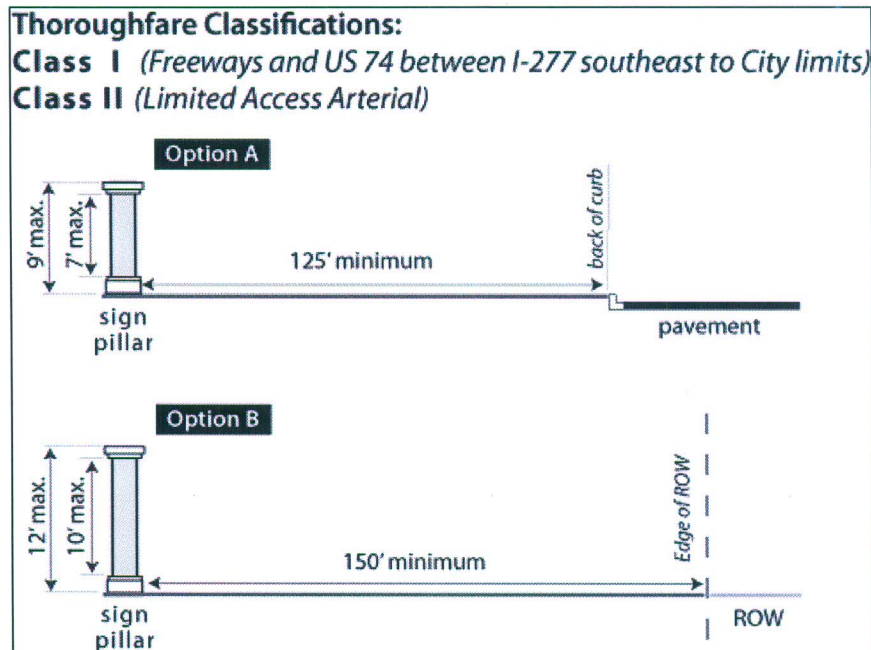 Thoroughfare Classifications:
Class I (Freeways and US 74 between I-277 southeast to City limits)
Class II (Limited Access Arterial)
Option A
9' max.
7' max.
125' minimum
back of curb
sign
pillar
pavement
Option B
12' max.
10' max.
150' minimum
Edge of ROW
sign
pillar
ROW